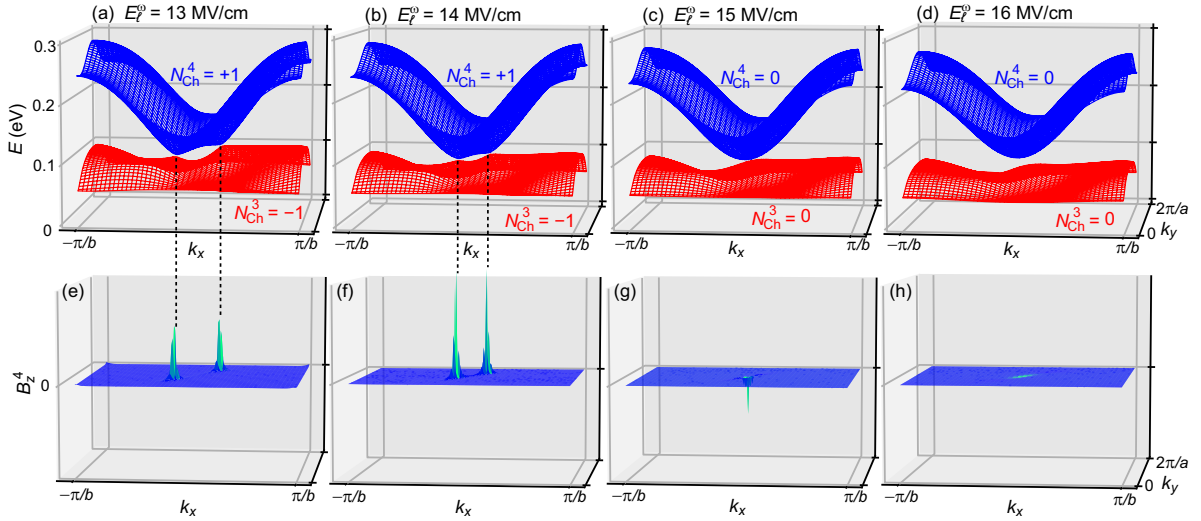 (a) E_ℓ^ω = 13 MV/cm
(b) E_ℓ^ω = 14 MV/cm
(c) E_ℓ^ω = 15 MV/cm
(d) E_ℓ^ω = 16 MV/cm
0.3
0.2
0.1
0
E (eV)
N_Ch^4 = +1
N_Ch^4 = +1
N_Ch^4 = 0
N_Ch^4 = 0
N_Ch^3 = −1
N_Ch^3 = −1
N_Ch^3 = 0
N_Ch^3 = 0
−π/b k_x π/b
−π/b k_x π/b
−π/b k_x π/b
−π/b k_x π/b
0 k_y 2π/a
(e)
(f)
(g)
(h)
B_z^4
0
−π/b k_x π/b
−π/b k_x π/b
−π/b k_x π/b
−π/b k_x π/b
0 k_y 2π/a